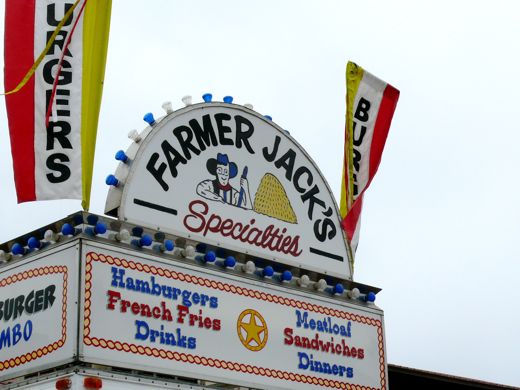 URGERS
BUR
FARMER JACK'S
Specialties
Hamburgers
French Fries
Drinks
Meatloaf
Sandwiches
Dinners
BURGER
MBO